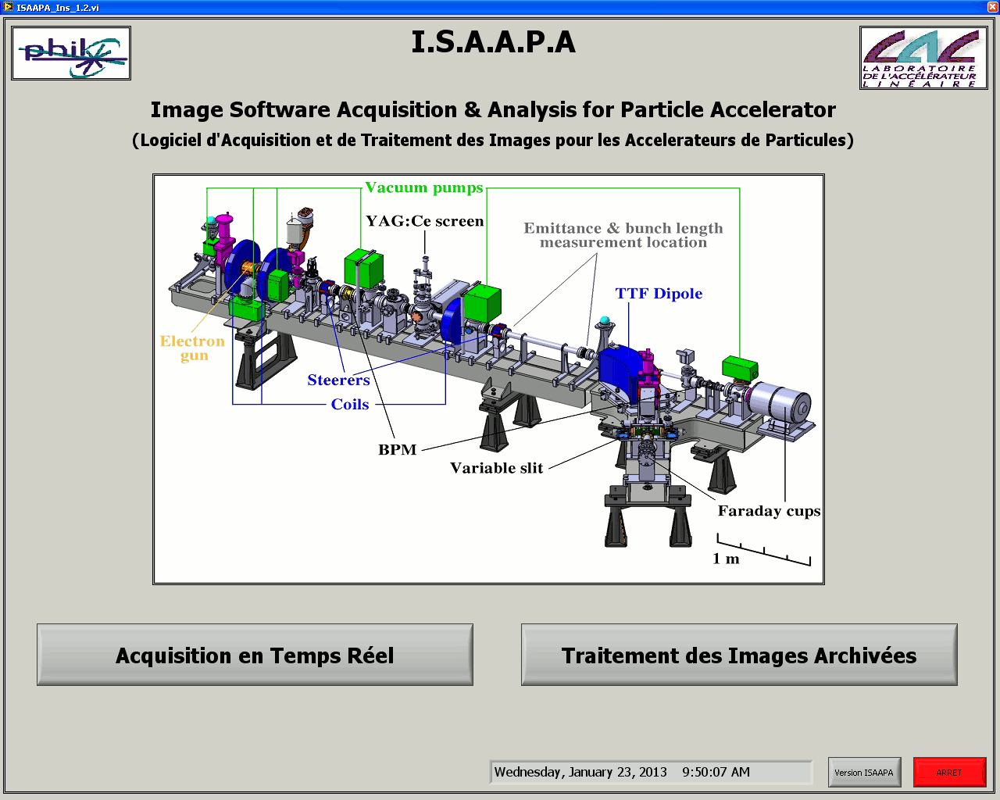 ISAAPA_Ins_1.2.vi
phil
I.S.A.A.P.A
LAL
LABORATOIRE
DE L'ACCÉLÉRATEUR
LINÉAIRE
Image Software Acquisition & Analysis for Particle Accelerator
(Logiciel d'Acquisition et de Traitement des Images pour les Accelerateurs de Particules)
Vacuum pumps
YAG:Ce screen
Emittance & bunch length
measurement location
TTF Dipole
Electron
gun
Steerers
Coils
BPM
Variable slit
Faraday cups
1 m
Acquisition en Temps Réel
Traitement des Images Archivées
Wednesday, January 23, 2013 9:50:07 AM
Version ISAAPA
ARRET